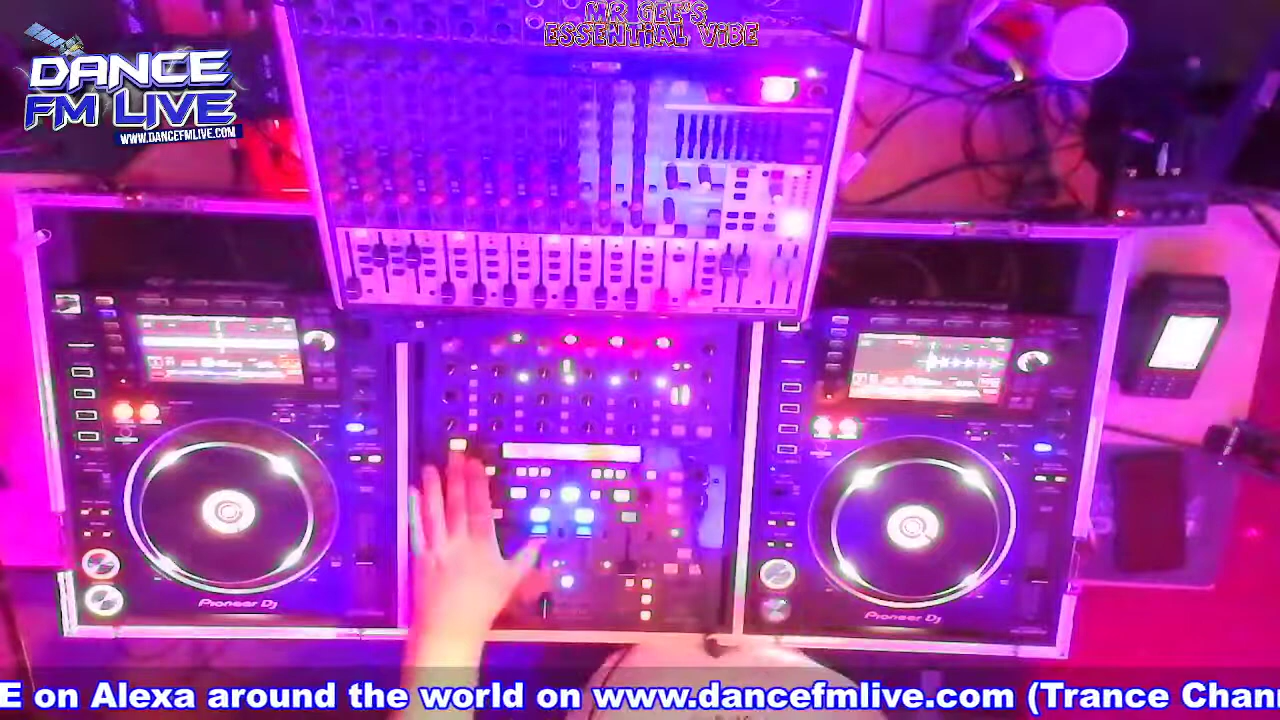 MR GEE'S
ESSENTIAL VIBE
DANCE
FM LIVE
WWW.DANCEFMLIVE.COM
Pioneer Dj
Pioneer Dj
E on Alexa around the world on www.dancefmlive.com (Trance Chan